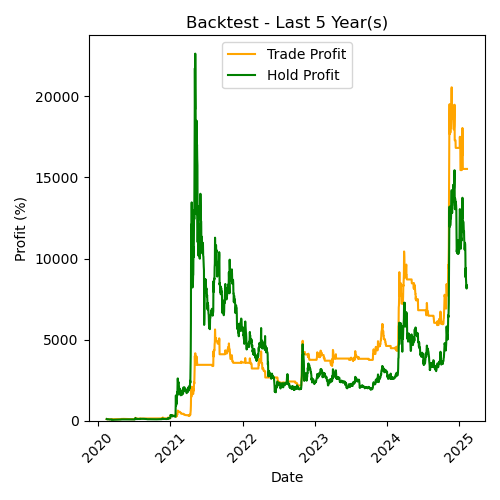 Backtest - Last 5 Year(s)
Trade Profit
Hold Profit
Profit (%)
20000
15000
10000
5000
0
2020
2021
2022
2023
2024
2025
Date